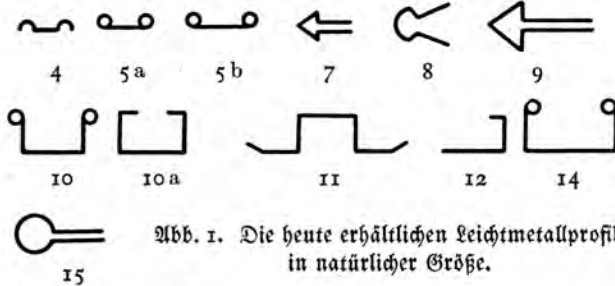 4 5a 5b 7 8 9
10 10a 11 12 14
Abb. 1. Die heute erhältlichen Leichtmetallprofil
in natürlicher Größe.
15